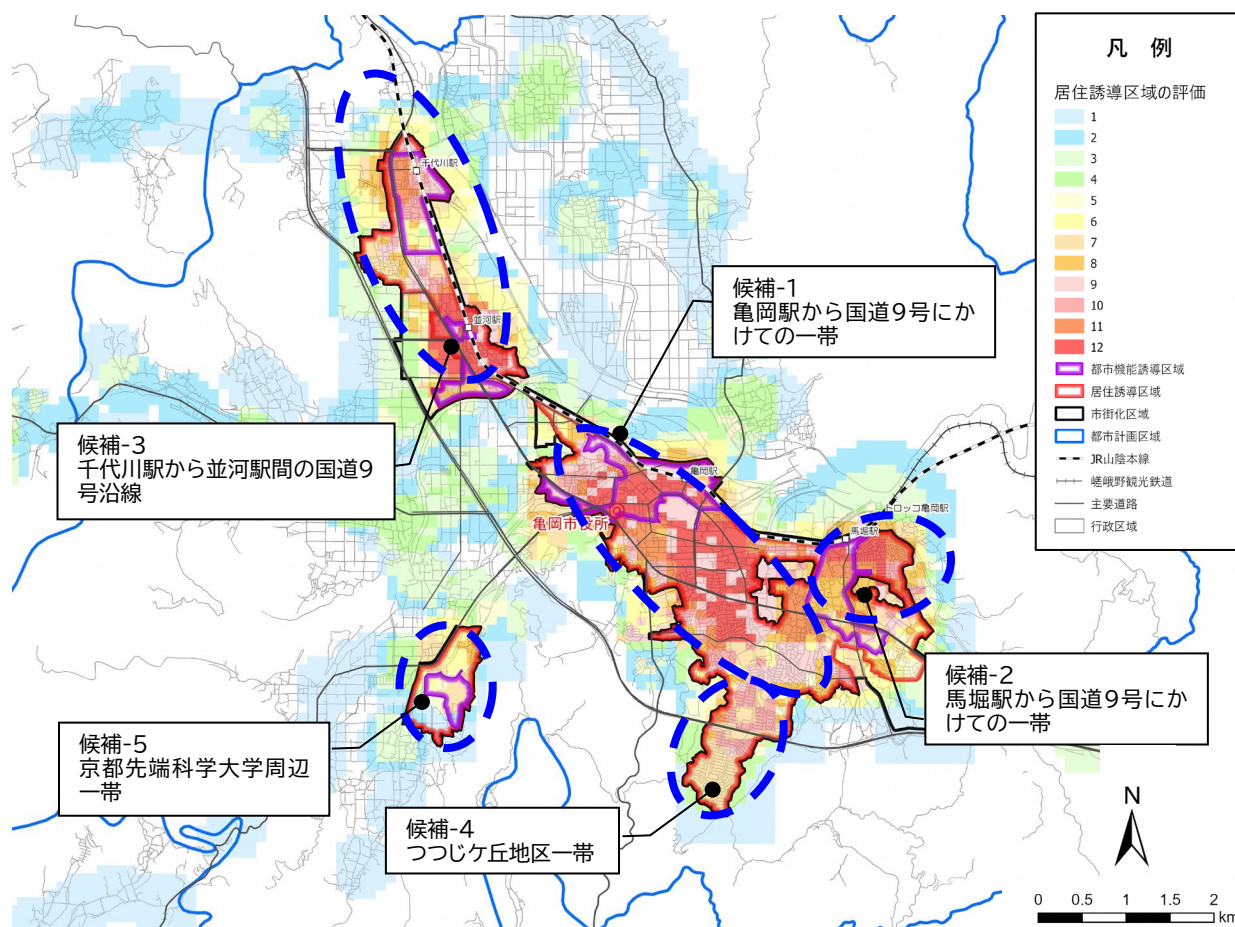 凡 例
居住誘導区域の評価
1
2
3
4
5
6
7
8
9
10
11
12
都市機能誘導区域
居住誘導区域
市街化区域
都市計画区域
JR山陰本線
嵯峨野観光鉄道
主要道路
行政区域
千代川駅
並河駅
候補-1
亀岡駅から国道9号にか
けての一帯
候補-3
千代川駅から並河駅間の国道9
号沿線
亀岡駅
亀岡市役所
トロッコ亀岡駅
馬堀駅
候補-2
馬堀駅から国道9号にか
けての一帯
候補-5
京都先端科学大学周辺
一帯
候補-4
つつじケ丘地区一帯
N
0 0.5 1 1.5 2
km